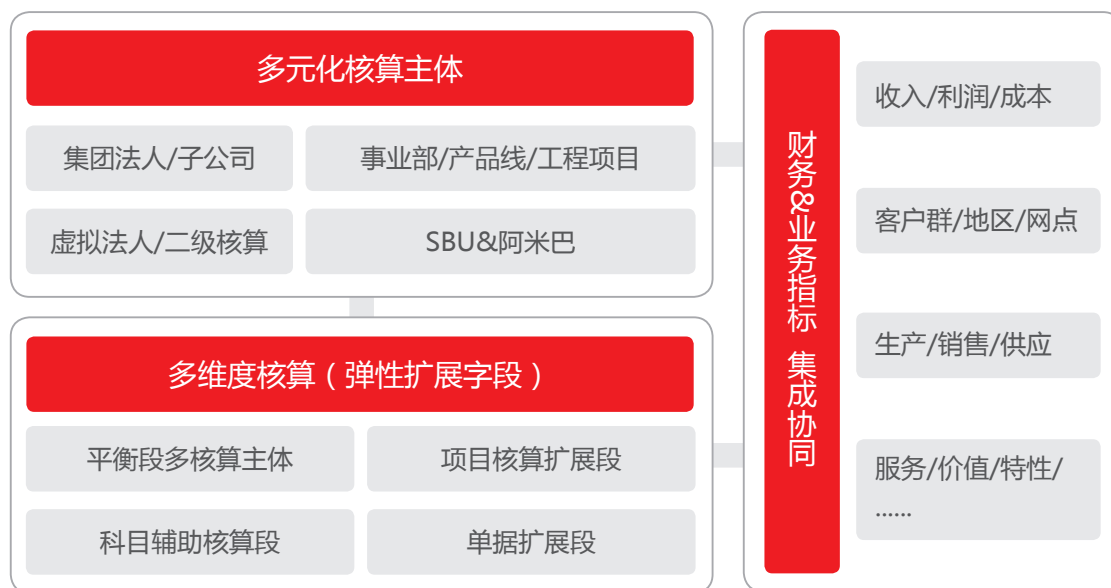 多元化核算主体
集团法人/子公司
事业部/产品线/工程项目
虚拟法人/二级核算
SBU&阿米巴
多维度核算（弹性扩展字段）
平衡段多核算主体
项目核算扩展段
科目辅助核算段
单据扩展段
财务&业务指标 集成协同
收入/利润/成本
客户群/地区/网点
生产/销售/供应
服务/价值/特性/
......